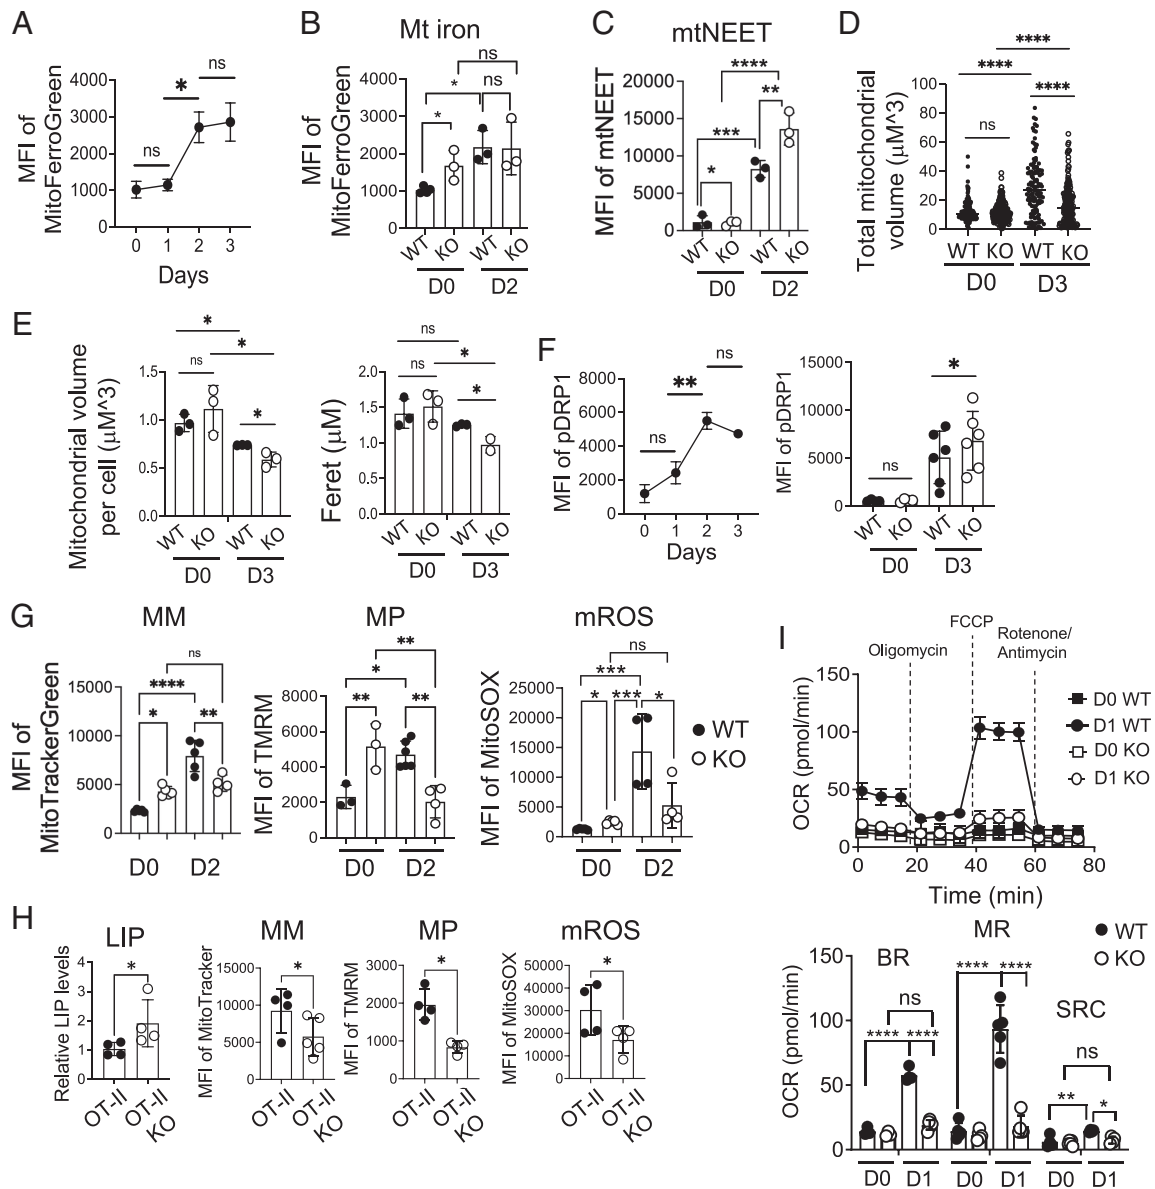 A
MFI of
MitoFerroGreen
4000
3000
2000
1000
0
ns
*
ns
0 1 2 3
Days
B
Mt iron
MFI of
MitoFerroGreen
4000
3000
2000
1000
0
ns
* ns
*
WT KO WT KO
D0 D2
C
mtNEET
MFI of mtNEET
20000
15000
10000
5000
0
****
**
***
*
WT KO WT KO
D0 D2
D
Total mitochondrial
volume (μM^3)
100
80
60
40
20
0
****
****
****
ns
WT KO WT KO
D0 D3
E
Mitochondrial volume
per cell (μM^3)
1.5
1.0
0.5
0.0
*
*
ns
*
WT KO WT KO
D0 D3
Feret (μM)
2.0
1.5
1.0
0.5
0.0
ns
*
ns
*
WT KO WT KO
D0 D3
F
MFI of pDRP1
8000
6000
4000
2000
0
ns
**
ns
0 1 2 3
Days
MFI of pDRP1
15000
10000
5000
0
*
ns
WT KO WT KO
D0 D3
G
MM
MFI of
MitoTrackerGreen
15000
10000
5000
0
ns
****
* **
D0 D2
MP
MFI of TMRM
8000
6000
4000
2000
0
**
*
** **
D0 D2
mROS
MFI of MitoSOX
25000
20000
15000
10000
5000
0
ns
***
* *** *
D0 D2
WT
KO
H
LIP
Relative LIP levels
4
3
2
1
0
*
OT-II
OT-II
KO
MM
MFI of MitoTracker
15000
10000
5000
0
*
OT-II
OT-II
KO
MP
MFI of TMRM
3000
2000
1000
0
*
OT-II
OT-II
KO
mROS
MFI of MitoSOX
50000
40000
30000
20000
10000
0
*
OT-II
OT-II
KO
I
Oligomycin
FCCP
Rotenone/
Antimycin
OCR (pmol/min)
150
100
50
0
0 20 40 60 80
Time (min)
D0 WT
D1 WT
D0 KO
D1 KO
MR
WT
KO
OCR (pmol/min)
150
100
50
0
BR
ns
**** ****
**** ****
SRC
ns
** *
D0 D1 D0 D1 D0 D1